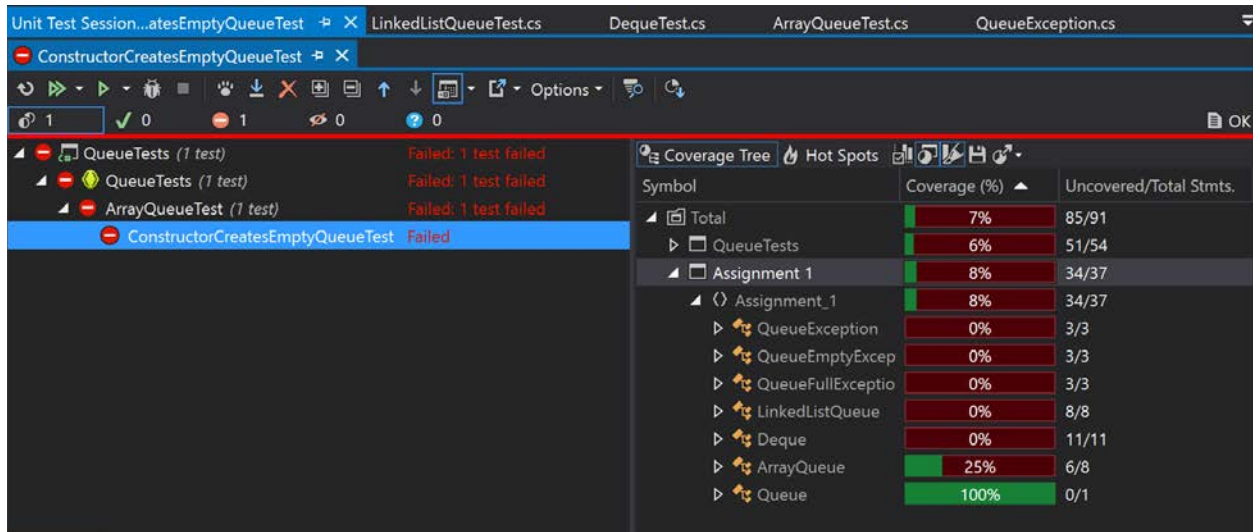 Unit Test Session...atesEmptyQueueTest LinkedListQueueTest.cs DequeTest.cs ArrayQueueTest.cs QueueException.cs
ConstructorCreatesEmptyQueueTest
Options
1 0 1 0 0 OK
QueueTests (1 test) Failed: 1 test failed
QueueTests (1 test) Failed: 1 test failed
ArrayQueueTest (1 test) Failed: 1 test failed
ConstructorCreatesEmptyQueueTest Failed
Coverage Tree Hot Spots
Symbol Coverage (%) Uncovered/Total Stmts.
Total 7% 85/91
QueueTests 6% 51/54
Assignment 1 8% 34/37
Assignment_1 8% 34/37
QueueException 0% 3/3
QueueEmptyExcep 0% 3/3
QueueFullExceptio 0% 3/3
LinkedListQueue 0% 8/8
Deque 0% 11/11
ArrayQueue 25% 6/8
Queue 100% 0/1